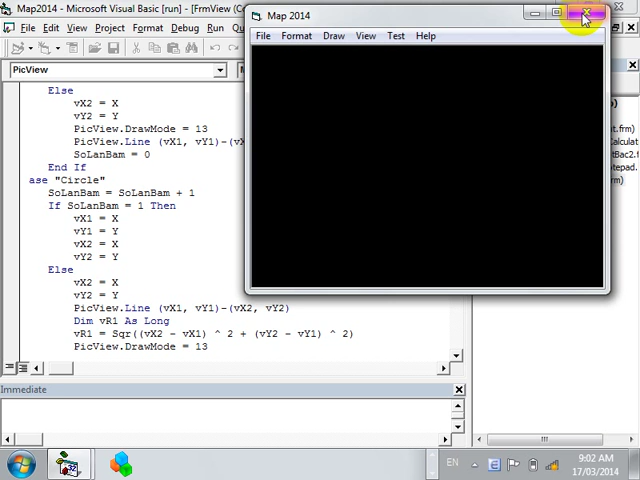 Map2014 - Microsoft Visual Basic [run] - [FrmView (C
File Edit View Project Format Debug Run
PicView
Else
vX2 = X
vY2 = Y
PicView.DrawMode = 13
PicView.Line (vX1, vY1)-(vX
SoLanBam = 0
End If
ase "Circle"
SoLanBam = SoLanBam + 1
If SoLanBam = 1 Then
vX1 = X
vY1 = Y
vX2 = X
vY2 = Y
Else
vX2 = X
vY2 = Y
PicView.Line (vX1, vY1)-(vX2, vY2)
Dim vR1 As Long
vR1 = Sqr((vX2 - vX1) ^ 2 + (vY2 - vY1) ^ 2)
PicView.DrawMode = 13
Immediate
Map 2014
File Format Draw View Test Help
EN
9:02 AM
17/03/2014